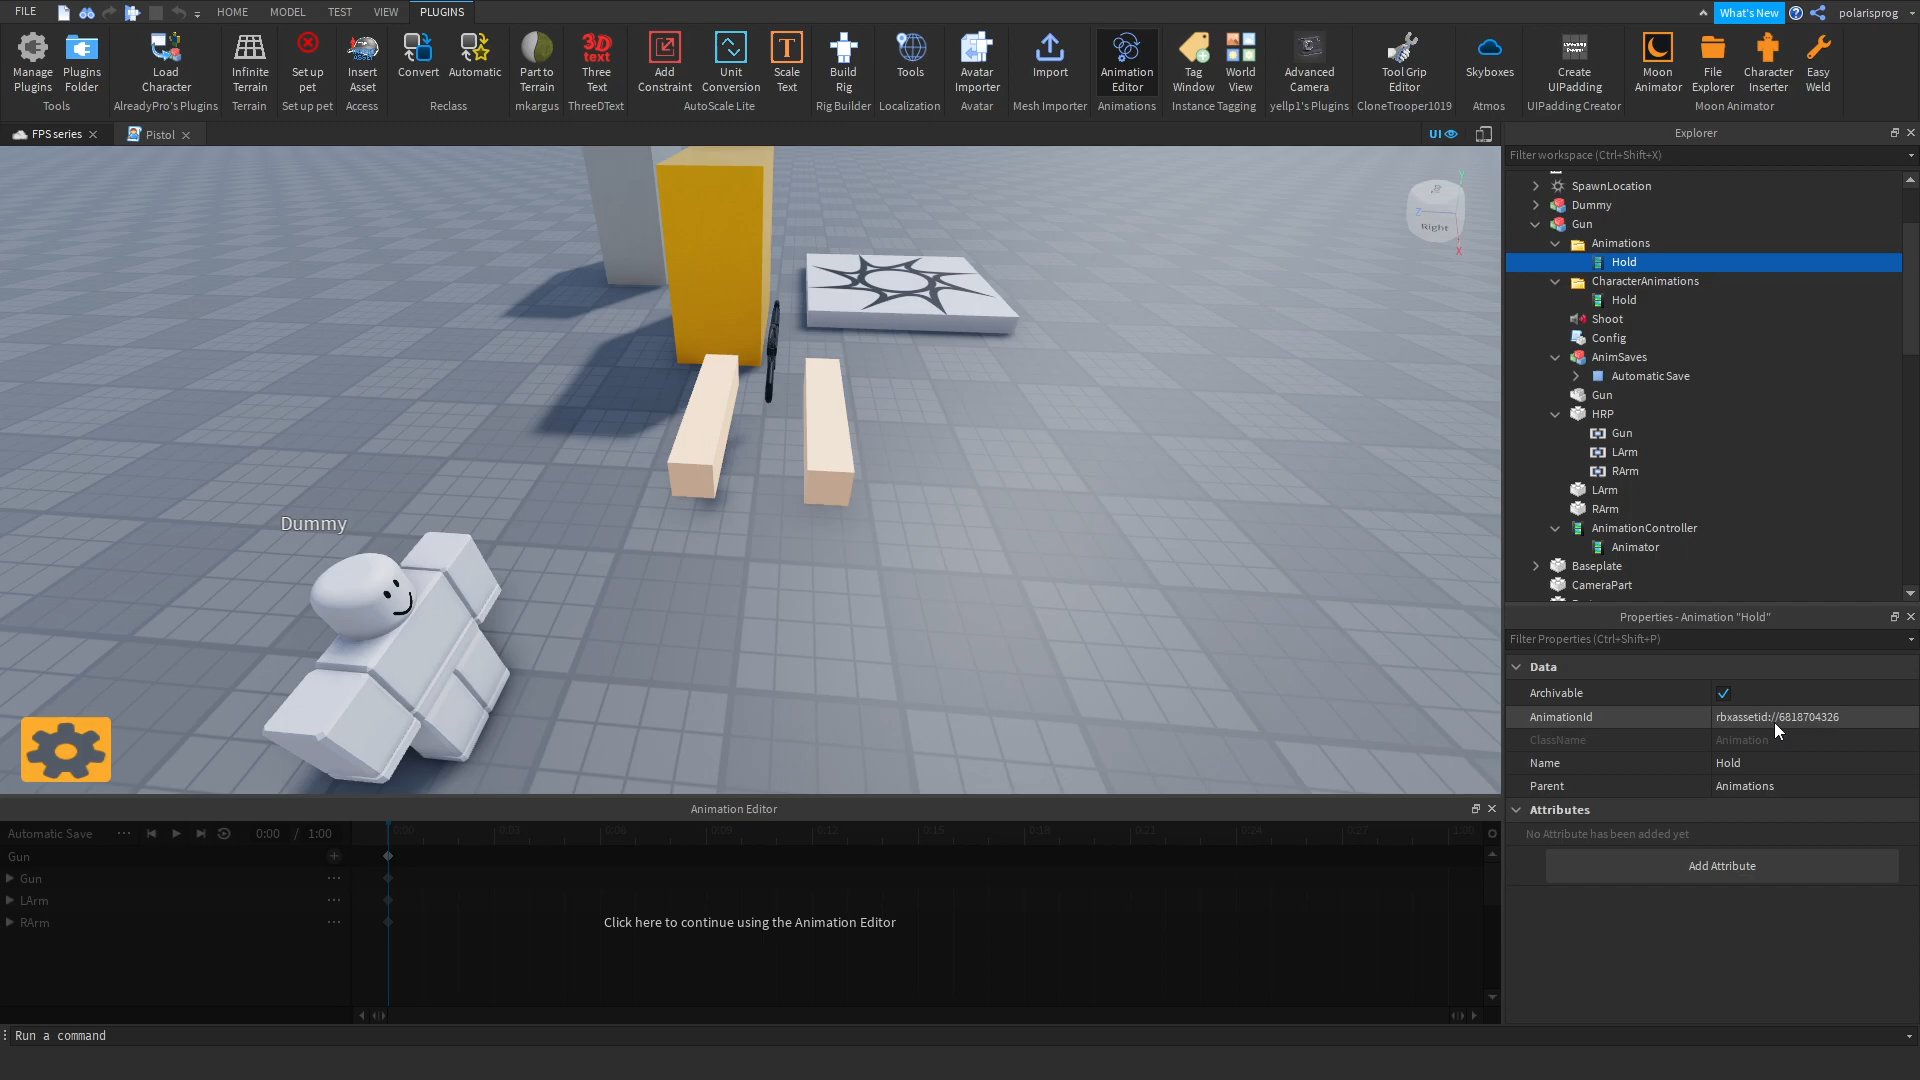 FILE
HOME
MODEL
TEST
VIEW
PLUGINS
What's New
polarisprog
Manage Plugins
Plugins Folder
Load Character
Infinite Terrain
Set up pet
Insert Asset
Convert
Automatic
Part to Terrain
3D text
Three Text
Add Constraint
Unit Conversion
Scale Text
Build Rig
Tools
Avatar Importer
Import
Animation Editor
Tag Window
World View
Advanced Camera
Tool Grip Editor
Skyboxes
Create UIPadding
Moon Animator
File Explorer
Character Inserter
Easy Weld
Tools
AlreadyPro's Plugins
Terrain
Set up pet
Access
Reclass
mkargus
ThreeDText
AutoScale Lite
Rig Builder
Localization
Avatar
Mesh Importer
Animations
Instance Tagging
yellp1's Plugins
CloneTrooper1019
Atmos
UIPadding Creator
Moon Animator
FPS series
Pistol
UI
Y
Z
Right
X
Dummy
Explorer
Filter workspace (Ctrl+Shift+X)
SpawnLocation
Dummy
Gun
Animations
Hold
CharacterAnimations
Hold
Shoot
Config
AnimSaves
Automatic Save
Gun
HRP
Gun
LArm
RArm
LArm
RArm
AnimationController
Animator
Baseplate
CameraPart
Properties - Animation "Hold"
Filter Properties (Ctrl+Shift+P)
Data
Archivable
AnimationId rbxassetid://6818704326
ClassName Animation
Name Hold
Parent Animations
Attributes
No Attribute has been added yet
Add Attribute
Animation Editor
Automatic Save 0:00 / 1:00
0:00 0:03 0:06 0:09 0:12 0:15 0:18 0:21 0:24 0:27 1:00
Gun
Gun
LArm
RArm
Click here to continue using the Animation Editor
Run a command